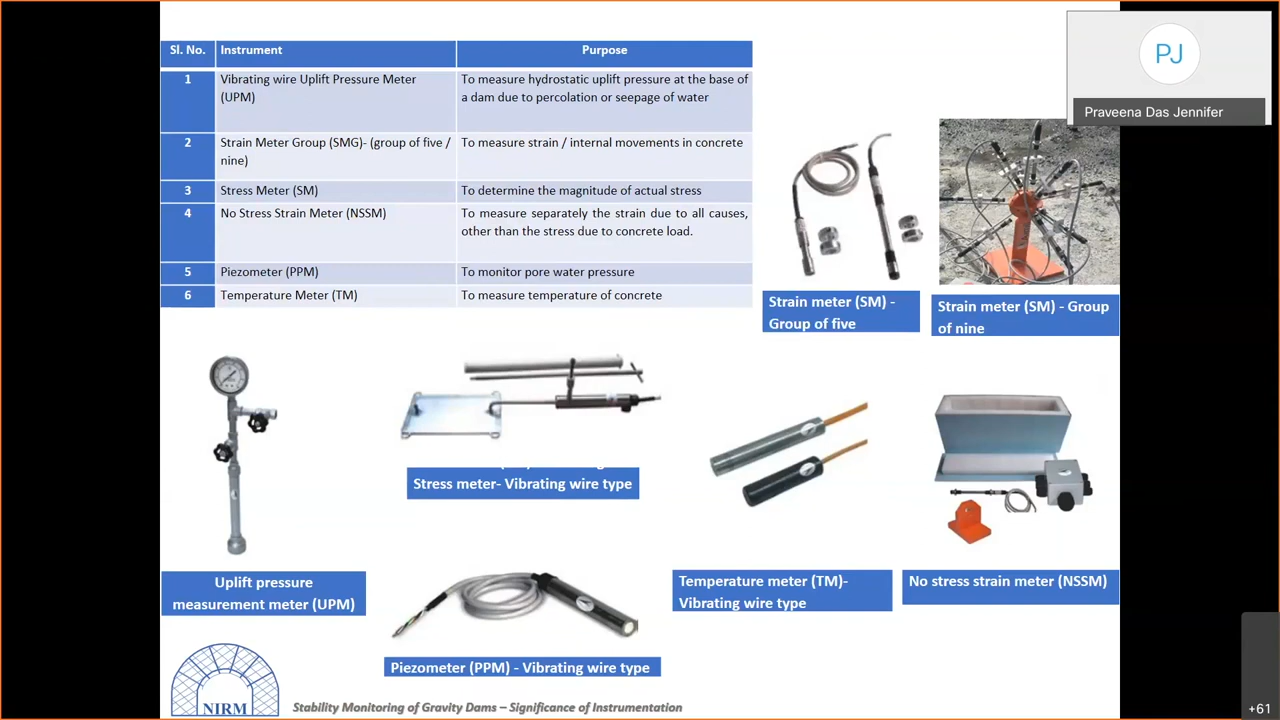 PJ
Praveena Das Jennifer
Sl. No. Instrument Purpose
1 Vibrating wire Uplift Pressure Meter To measure hydrostatic uplift pressure at the base of
(UPM) a dam due to percolation or seepage of water
2 Strain Meter Group (SMG)- (group of five / To measure strain / internal movements in concrete
nine)
3 Stress Meter (SM) To determine the magnitude of actual stress
4 No Stress Strain Meter (NSSM) To measure separately the strain due to all causes,
other than the stress due to concrete load.
5 Piezometer (PPM) To monitor pore water pressure
6 Temperature Meter (TM) To measure temperature of concrete
Strain meter (SM) -
Group of five
Strain meter (SM) - Group
of nine
Stress meter- Vibrating wire type
Uplift pressure
measurement meter (UPM)
Temperature meter (TM)-
Vibrating wire type
No stress strain meter (NSSM)
Piezometer (PPM) - Vibrating wire type
NIRM
Stability Monitoring of Gravity Dams – Significance of Instrumentation
+61